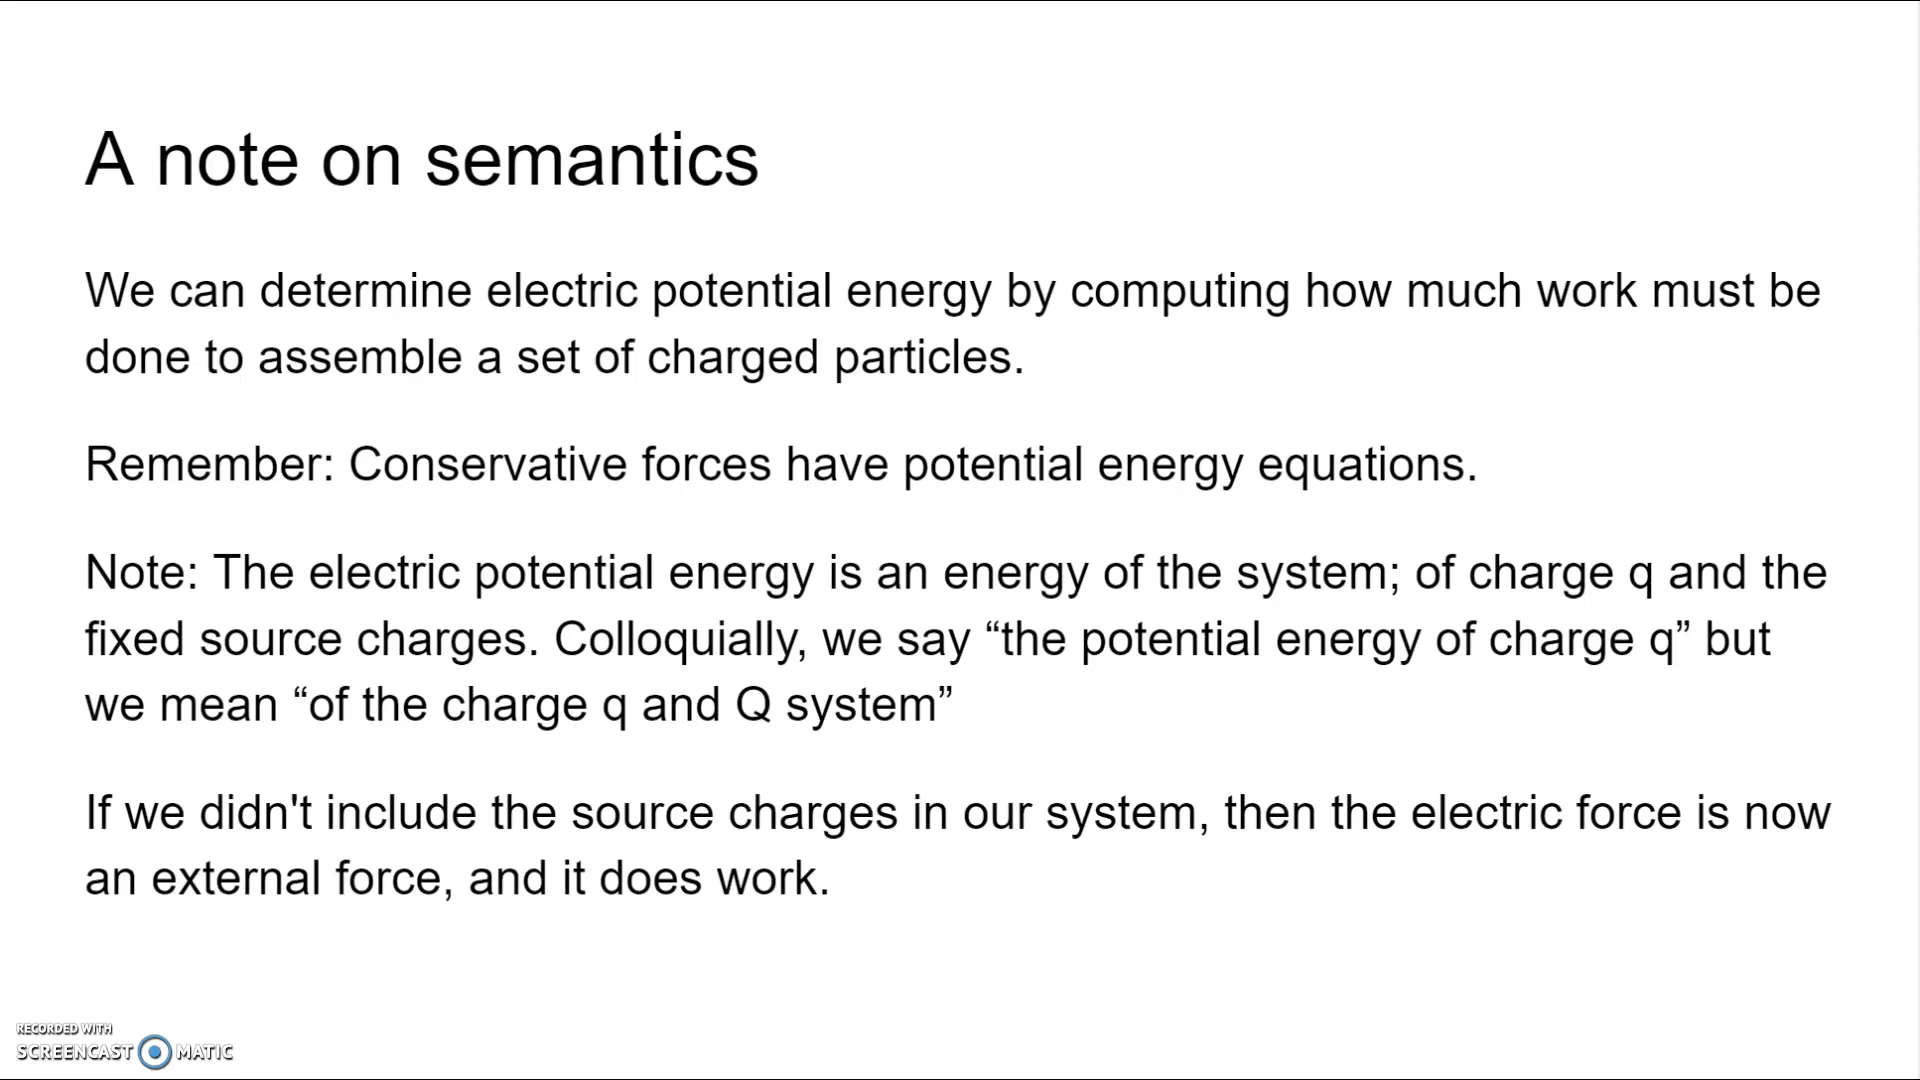 A note on semantics
We can determine electric potential energy by computing how much work must be
done to assemble a set of charged particles.
Remember: Conservative forces have potential energy equations.
Note: The electric potential energy is an energy of the system; of charge q and the
fixed source charges. Colloquially, we say “the potential energy of charge q” but
we mean “of the charge q and Q system”
If we didn't include the source charges in our system, then the electric force is now
an external force, and it does work.
RECORDED WITH
SCREENCAST MATIC